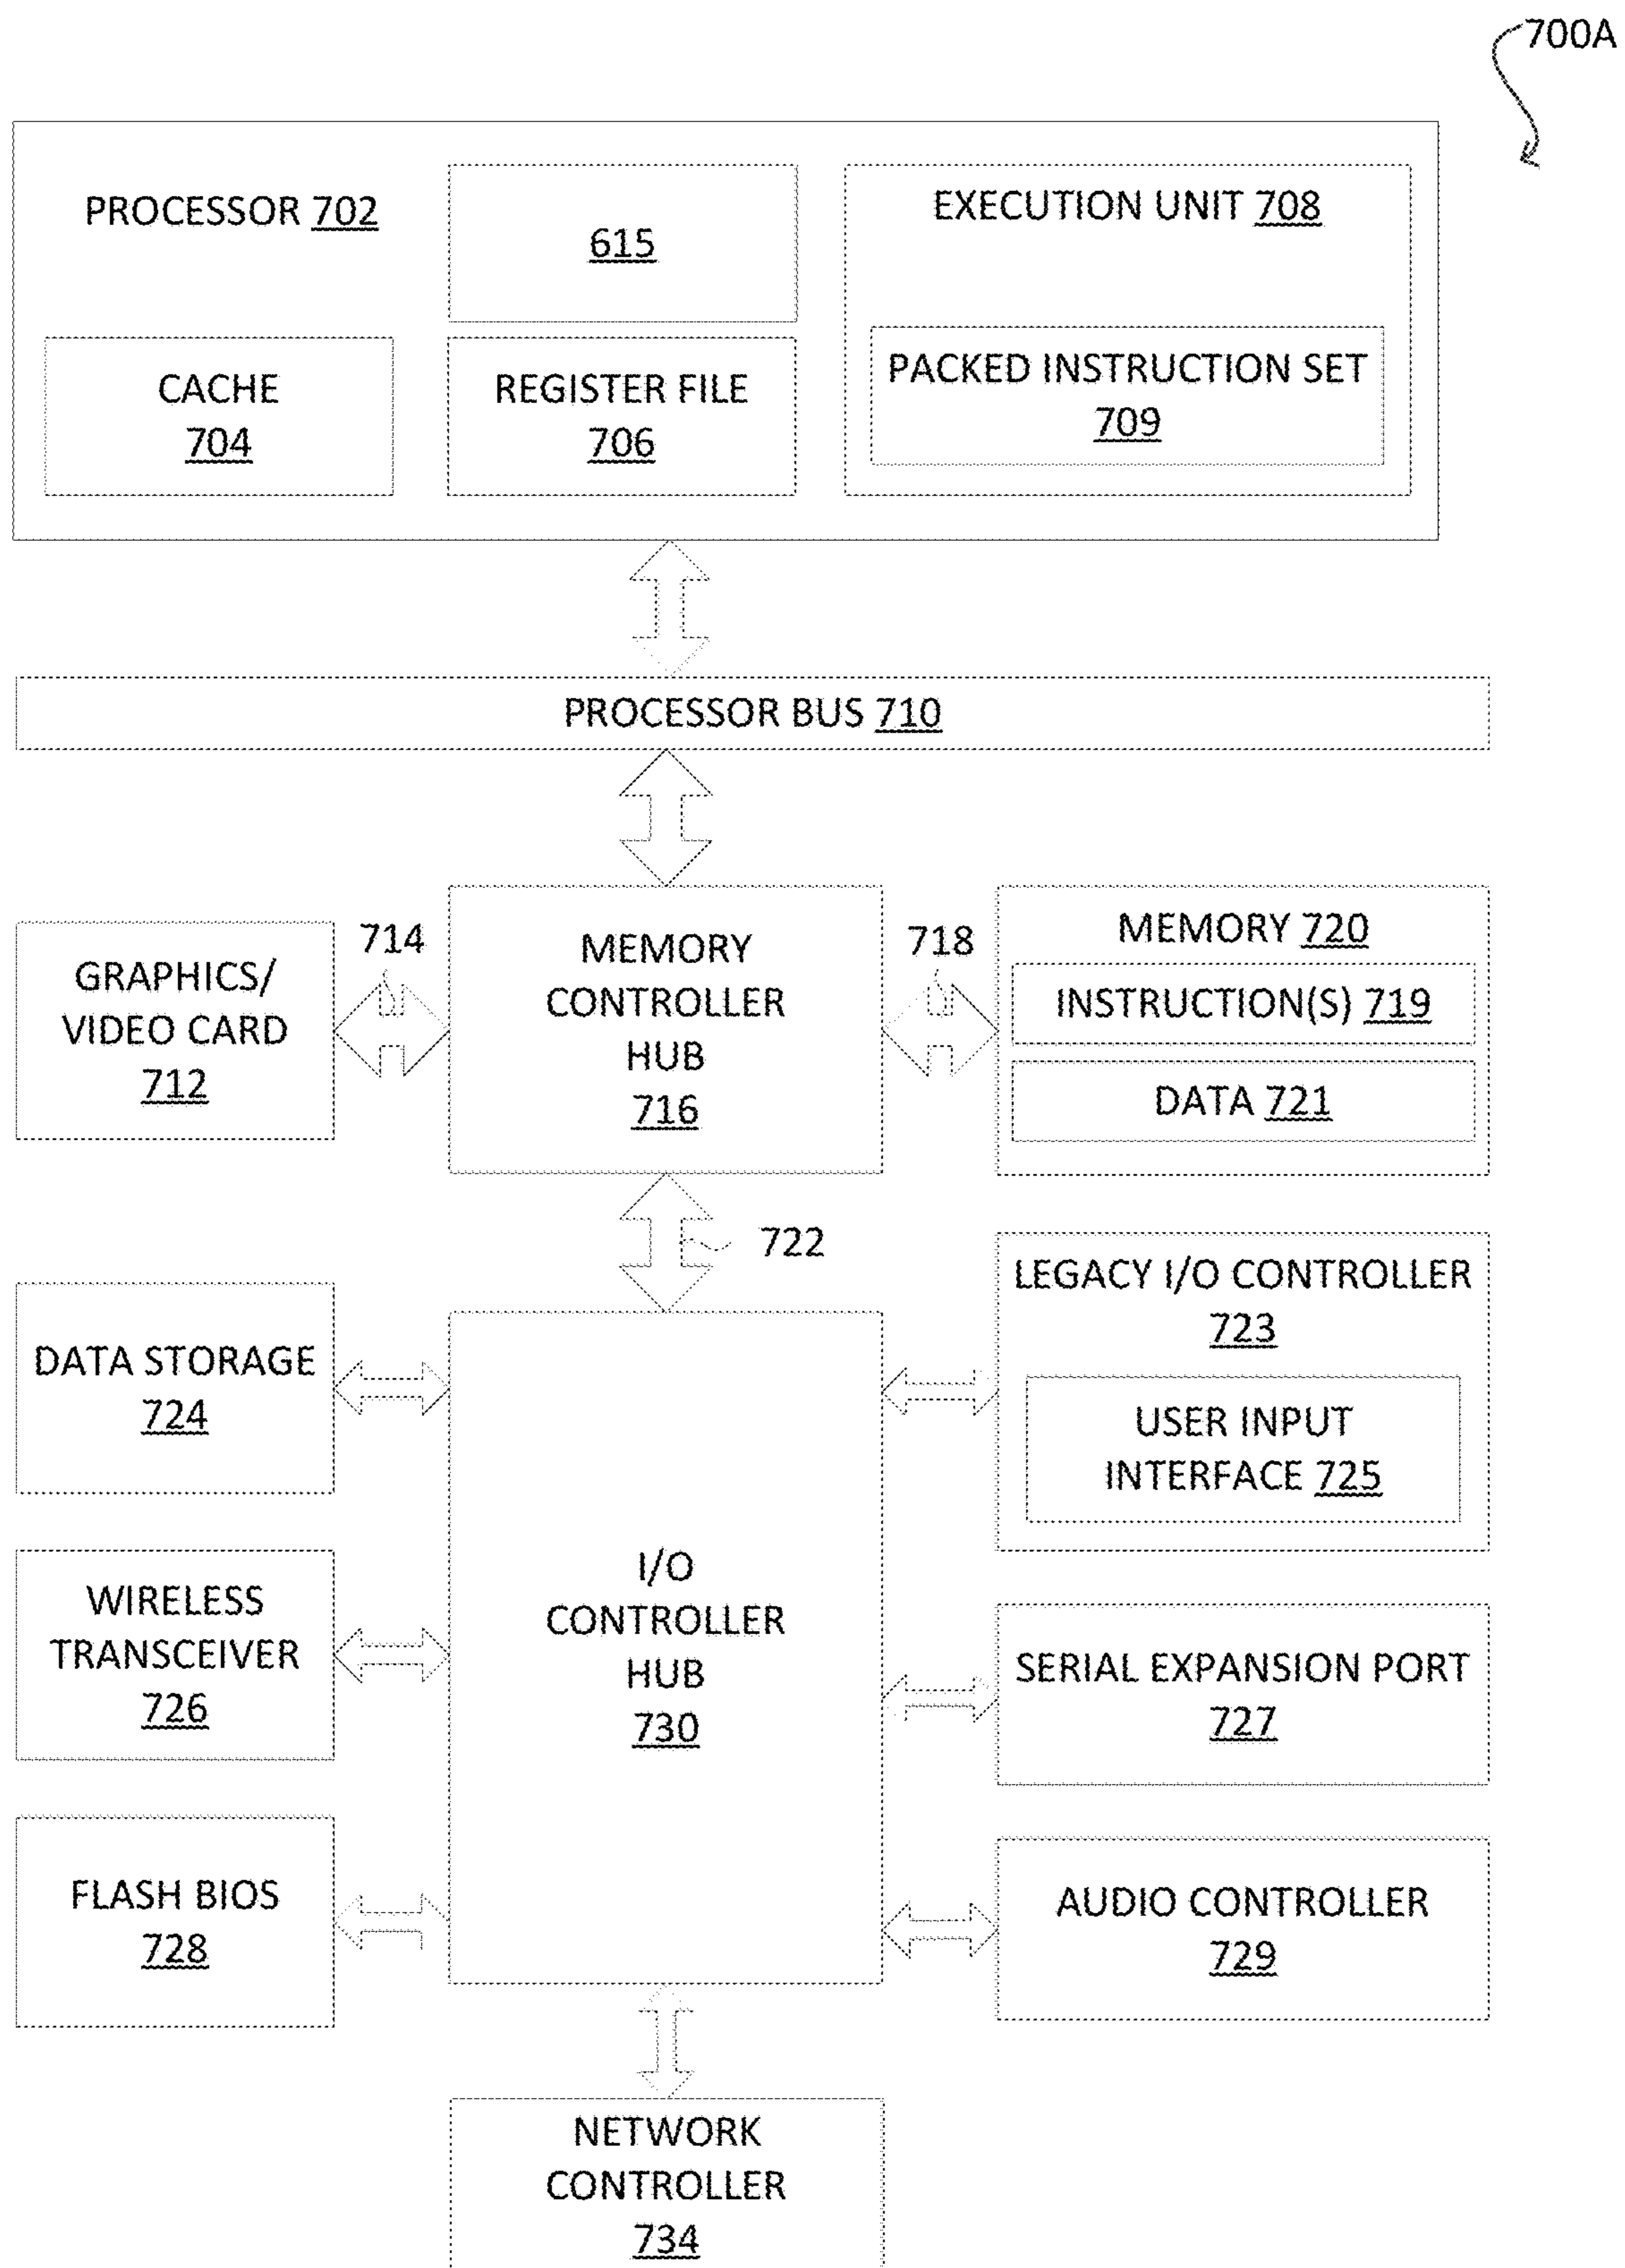 700A
PROCESSOR 702
615
EXECUTION UNIT 708
CACHE
704
REGISTER FILE
706
PACKED INSTRUCTION SET
709
PROCESSOR BUS 710
GRAPHICS/
VIDEO CARD
712
714
MEMORY
CONTROLLER
HUB
716
718
MEMORY 720
INSTRUCTION(S) 719
DATA 721
722
DATA STORAGE
724
LEGACY I/O CONTROLLER
723
USER INPUT
INTERFACE 725
WIRELESS
TRANSCEIVER
726
I/O
CONTROLLER
HUB
730
SERIAL EXPANSION PORT
727
FLASH BIOS
728
AUDIO CONTROLLER
729
NETWORK
CONTROLLER
734